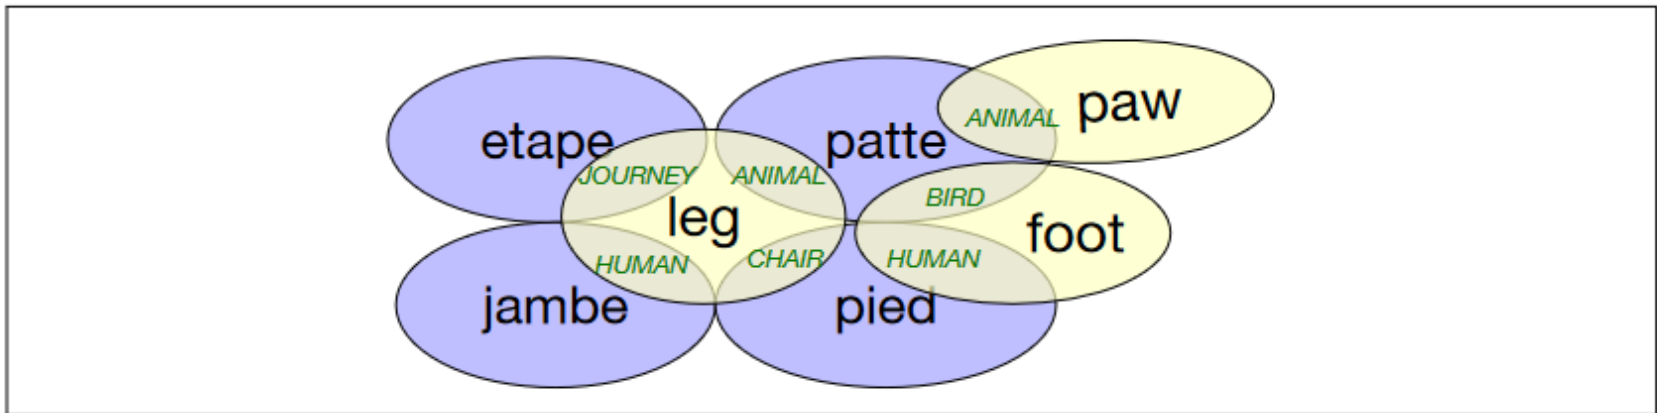 paw
ANIMAL
etape
patte
JOURNEY
ANIMAL
BIRD
leg
foot
HUMAN
CHAIR
HUMAN
jambe
pied